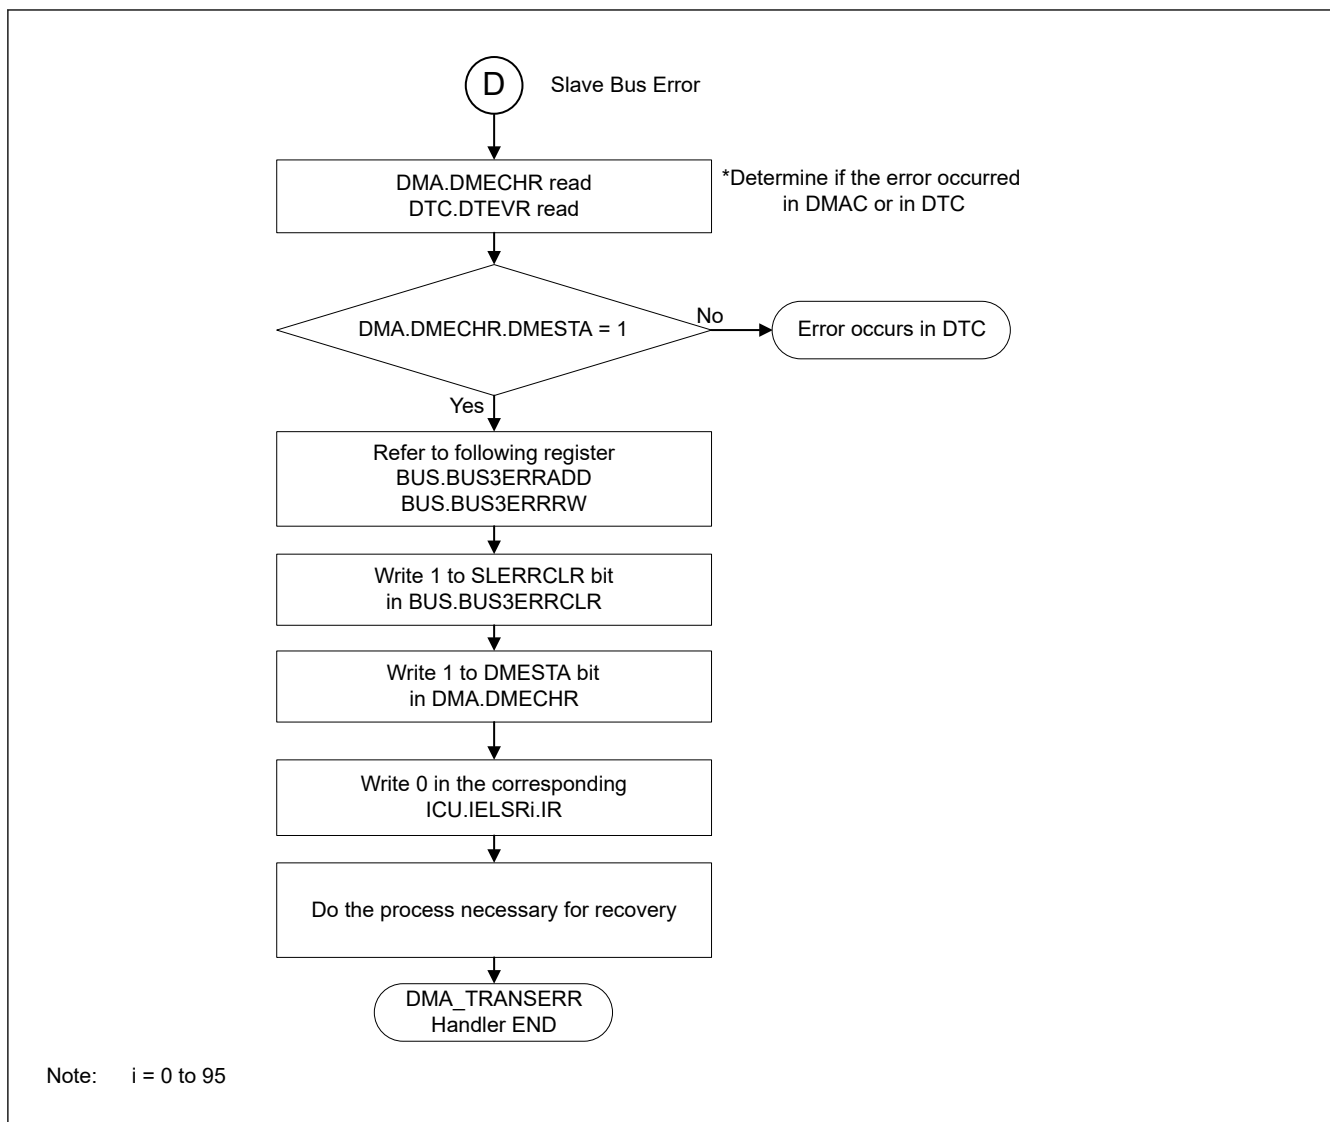 D
Slave Bus Error
DMA.DMECHR read
DTC.DTEVR read
*Determine if the error occurred
in DMAC or in DTC
DMA.DMECHR.DMESTA = 1
No
Error occurs in DTC
Yes
Refer to following register
BUS.BUS3ERRADD
BUS.BUS3ERRRW
Write 1 to SLERRCLR bit
in BUS.BUS3ERRCLR
Write 1 to DMESTA bit
in DMA.DMECHR
Write 0 in the corresponding
ICU.IELSRi.IR
Do the process necessary for recovery
DMA_TRANSERR
Handler END
Note: i = 0 to 95